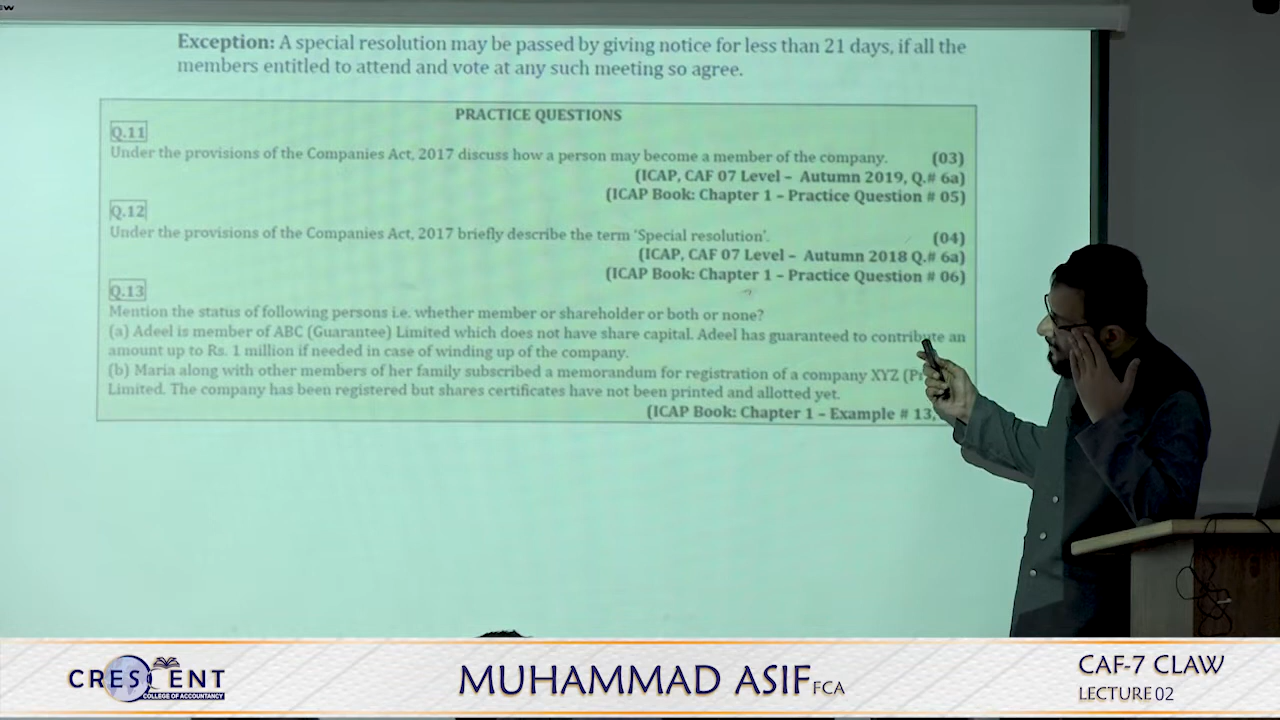 Exception: A special resolution may be passed by giving notice for less than 21 days, if all the
members entitled to attend and vote at any such meeting so agree.
PRACTICE QUESTIONS
Q.11
Under the provisions of the Companies Act, 2017 discuss how a person may become a member of the company. (03)
(ICAP, CAF 07 Level – Autumn 2019, Q.# 6a)
(ICAP Book: Chapter 1 – Practice Question # 05)
Q.12
Under the provisions of the Companies Act, 2017 briefly describe the term ‘Special resolution’. (04)
(ICAP, CAF 07 Level – Autumn 2018 Q.# 6a)
(ICAP Book: Chapter 1 – Practice Question # 06)
Q.13
Mention the status of following persons i.e. whether member or shareholder or both or none?
(a) Adeel is member of ABC (Guarantee) Limited which does not have share capital. Adeel has guaranteed to contribute an
amount up to Rs. 1 million if needed in case of winding up of the company.
(b) Maria along with other members of her family subscribed a memorandum for registration of a company XYZ
Limited. The company has been registered but shares certificates have not been printed and allotted yet.
(ICAP Book: Chapter 1 – Example # 13,
CRESCENT
COLLEGE OF ACCOUNTANCY
MUHAMMAD ASIF FCA
CAF-7 CLAW
LECTURE 02